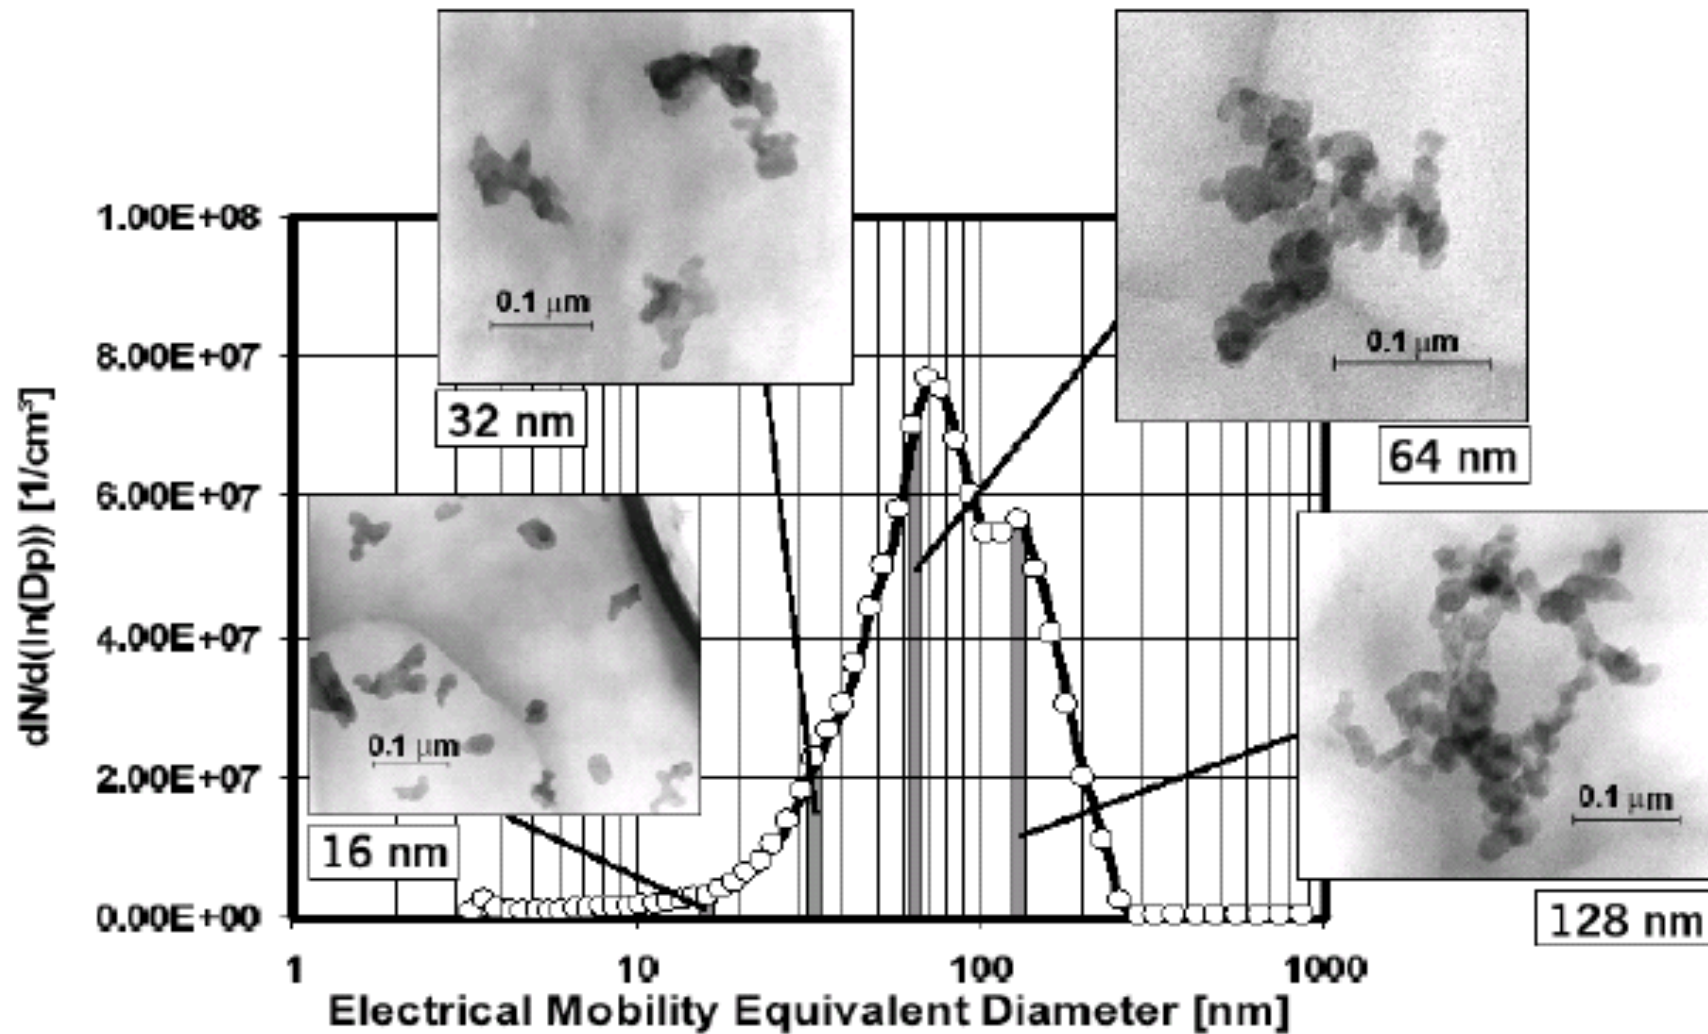 0.1 μm
0.1 μm
32 nm
64 nm
0.1 μm
16 nm
0.1 μm
128 nm
dN/d(ln(Dp)) [1/cm³]
1.00E+08
8.00E+07
6.00E+07
4.00E+07
2.00E+07
0.00E+00
1 10 100 1000
Electrical Mobility Equivalent Diameter [nm]